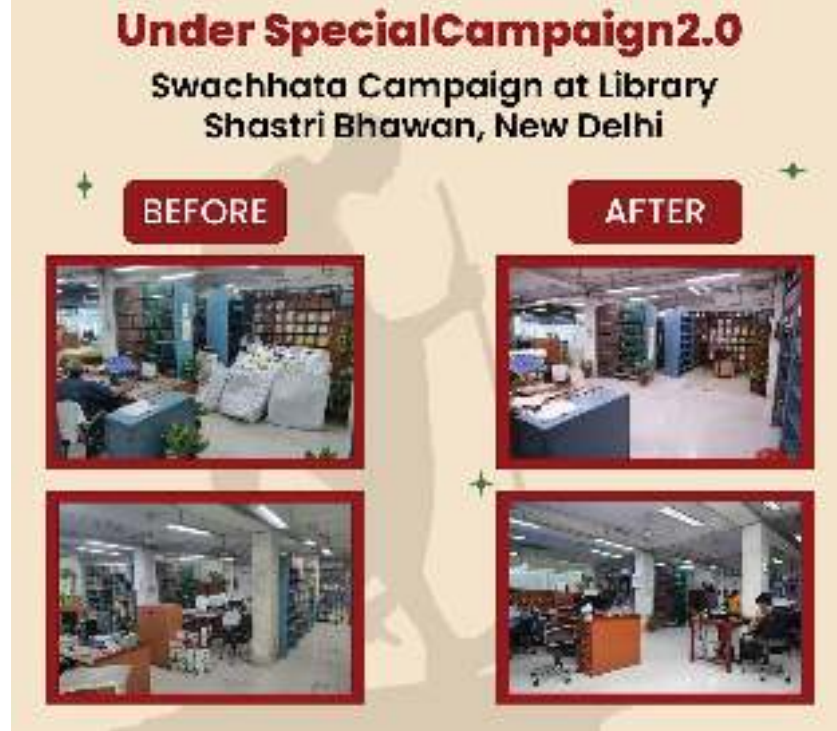 Under SpecialCampaign2.0
Swachhata Campaign at Library
Shastri Bhawan, New Delhi
BEFORE
AFTER